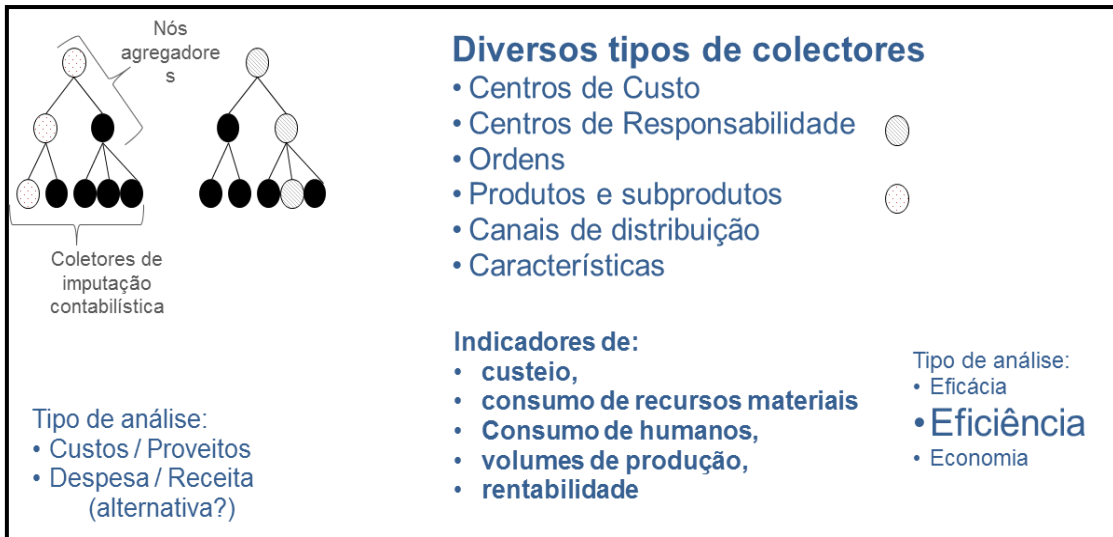 Nós
agregadore
s
Coletores de
imputação
contabilística
Tipo de análise:
• Custos / Proveitos
• Despesa / Receita
(alternativa?)
Diversos tipos de colectores
• Centros de Custo
• Centros de Responsabilidade
• Ordens
• Produtos e subprodutos
• Canais de distribuição
• Características
Indicadores de:
• custeio,
• consumo de recursos materiais
• Consumo de humanos,
• volumes de produção,
• rentabilidade
Tipo de análise:
• Eficácia
•Eficiência
• Economia